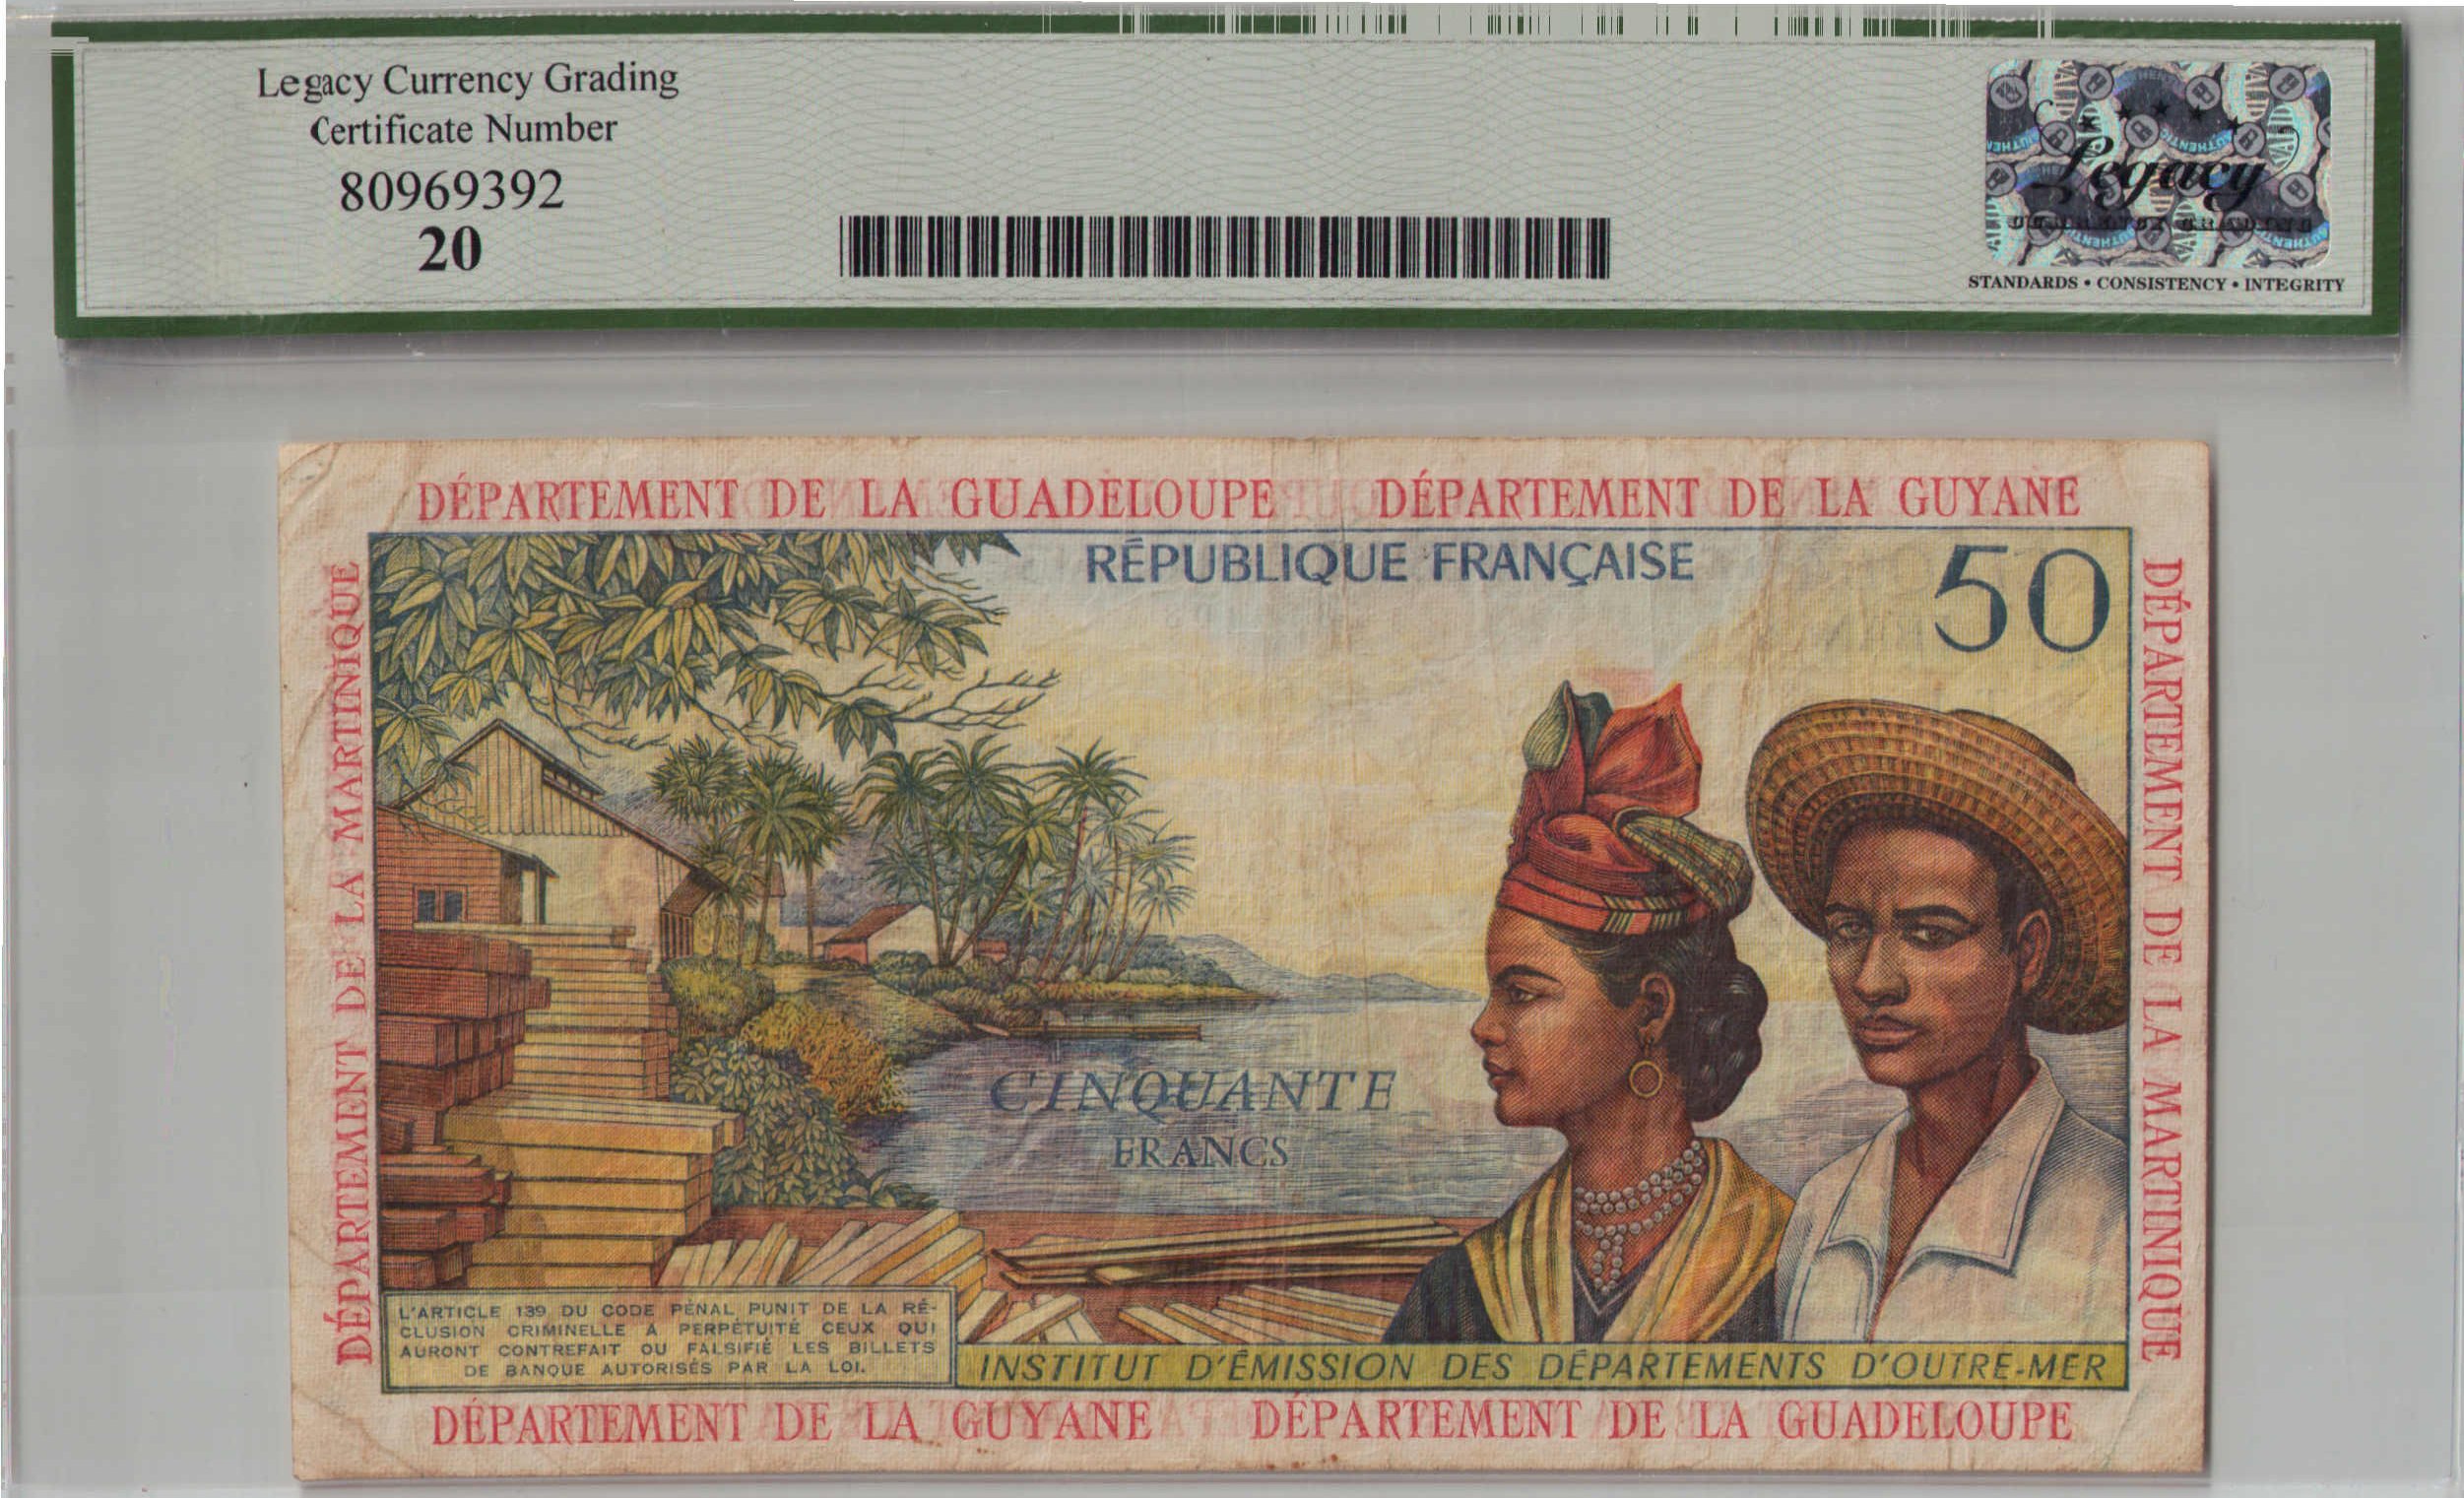 Legacy Currency Grading
Certificate Number
80969392
20
Legacy
CURRENCY GRADING
STANDARDS • CONSISTENCY • INTEGRITY
DÉPARTEMENT DE LA GUADELOUPE DÉPARTEMENT DE LA GUYANE
DÉPARTEMENT DE LA MARTINIQUE
RÉPUBLIQUE FRANÇAISE
50
DÉPARTEMENT DE LA MARTINIQUE
CINQUANTE
FRANCS
L'ARTICLE 139 DU CODE PÉNAL PUNIT DE LA RÉ-
CLUSION CRIMINELLE À PERPÉTUITÉ CEUX QUI
AURONT CONTREFAIT OU FALSIFIÉ LES BILLETS
DE BANQUE AUTORISÉS PAR LA LOI.
INSTITUT D'ÉMISSION DES DÉPARTEMENTS D'OUTRE-MER
DÉPARTEMENT DE LA GUYANE DÉPARTEMENT DE LA GUADELOUPE